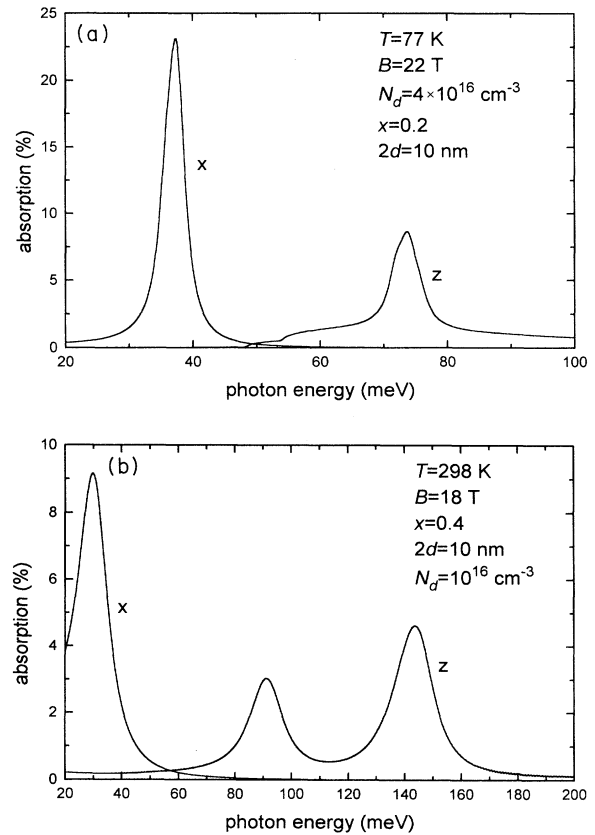 (a)
T=77 K
B=22 T
N_d=4×10^16 cm^-3
x=0.2
2d=10 nm
x
z
absorption (%)
25
20
15
10
5
0
20 40 60 80 100
photon energy (meV)
(b)
T=298 K
B=18 T
x=0.4
2d=10 nm
N_d=10^16 cm^-3
x
z
absorption (%)
10
8
6
4
2
0
20 40 60 80 100 120 140 160 180 200
photon energy (meV)